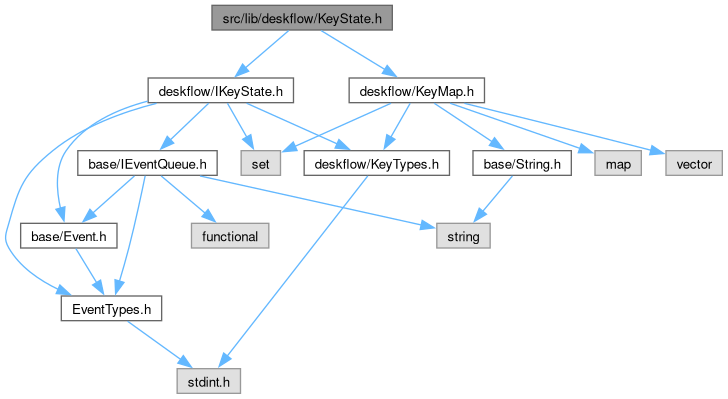 src/lib/deskflow/KeyState.h
deskflow/IKeyState.h
deskflow/KeyMap.h
base/IEventQueue.h
set
deskflow/KeyTypes.h
base/String.h
map
vector
base/Event.h
functional
string
EventTypes.h
stdint.h